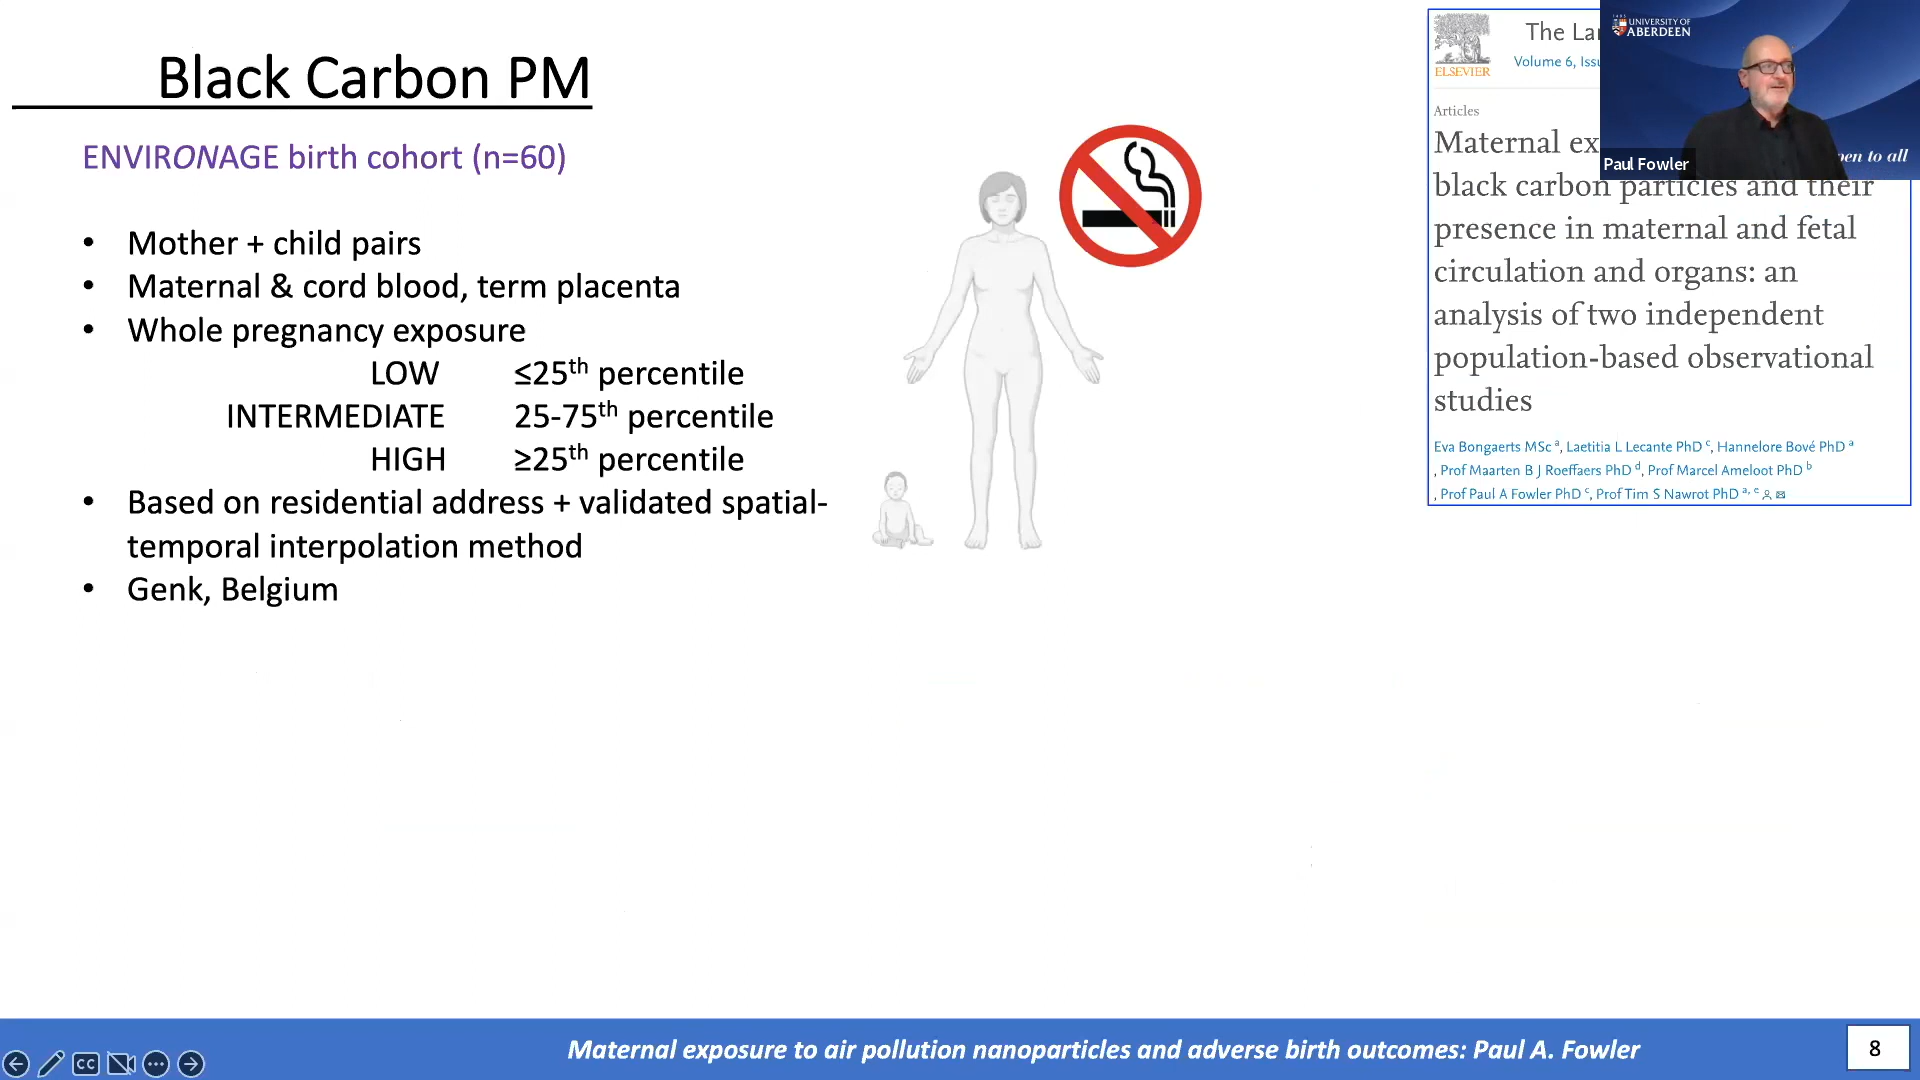 Black Carbon PM
ENVIRONAGE birth cohort (n=60)
• Mother + child pairs
• Maternal & cord blood, term placenta
• Whole pregnancy exposure
LOW ≤25th percentile
INTERMEDIATE 25-75th percentile
HIGH ≥25th percentile
• Based on residential address + validated spatial-
temporal interpolation method
• Genk, Belgium
ELSEVIER
The
Volume 6,
Articles
Maternal
black carbon particles and their
presence in maternal and fetal
circulation and organs: an
analysis of two independent
population-based observational
studies
Eva Bongaerts MSc a, Laetitia L Lecante PhD c, Hannelore Bové PhD a
, Prof Maarten B J Roeffaers PhD d, Prof Marcel Ameloot PhD b
, Prof Paul A Fowler PhD c, Prof Tim S Nawrot PhD a, e
1495
UNIVERSITY OF
ABERDEEN
to all
Paul Fowler
CC
Maternal exposure to air pollution nanoparticles and adverse birth outcomes: Paul A. Fowler
8